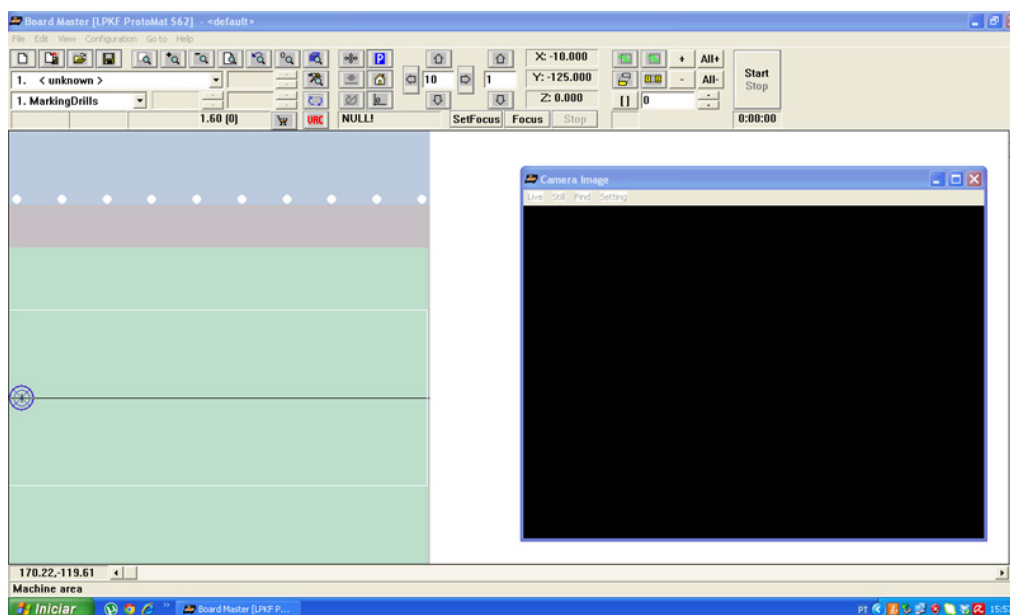 Board Master [LPKF ProtoMat S62] - <default>
File Edit View Configuration Go to Help
X: -10.000
10 1 Y: -125.000 + All+ Start
1. < unknown > - All- Stop
1. MarkingDrills Z: 0.000 [ ] 0
1.60 (0) VAC NULL! SetFocus Focus Stop 0:00:00
Camera Image
Live Still Find Setting
170.22,-119.61
Machine area
Iniciar Board Master [LPKF P... PT 15:57